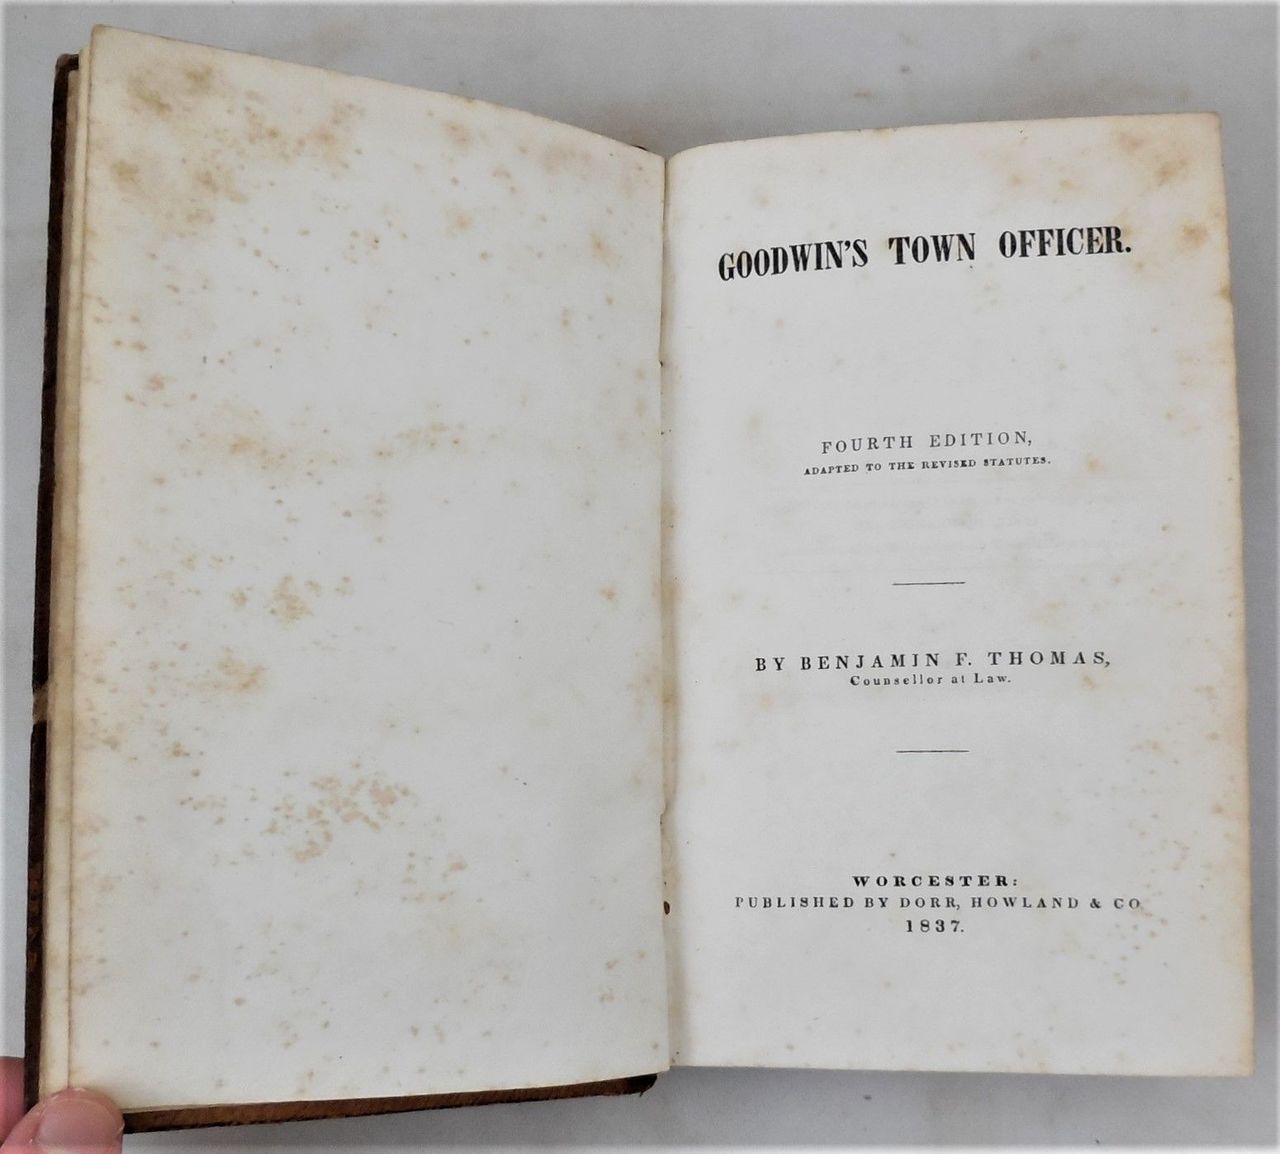 GOODWIN'S TOWN OFFICER.
FOURTH EDITION,
ADAPTED TO THE REVISED STATUTES.
BY BENJAMIN F. THOMAS,
Counsellor at Law.
WORCESTER:
PUBLISHED BY DORR, HOWLAND & CO
1837.